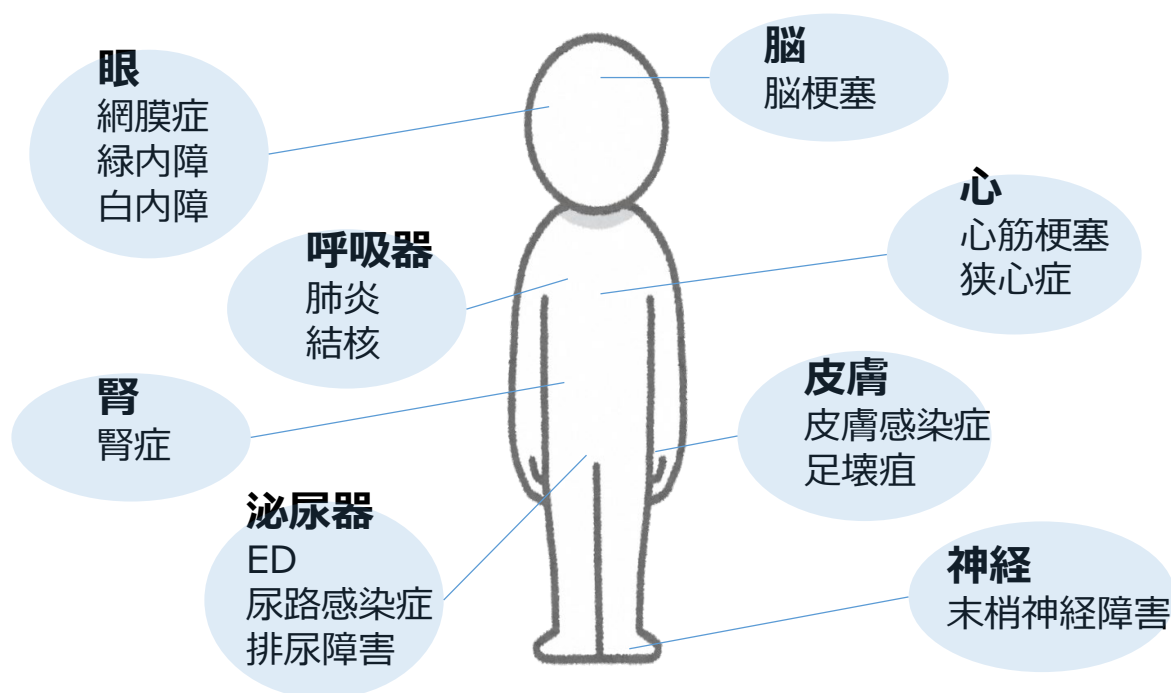 眼
網膜症
緑内障
白内障
脳
脳梗塞
呼吸器
肺炎
結核
心
心筋梗塞
狭心症
腎
腎症
皮膚
皮膚感染症
足壊疽
泌尿器
ED
尿路感染症
排尿障害
神経
末梢神経障害